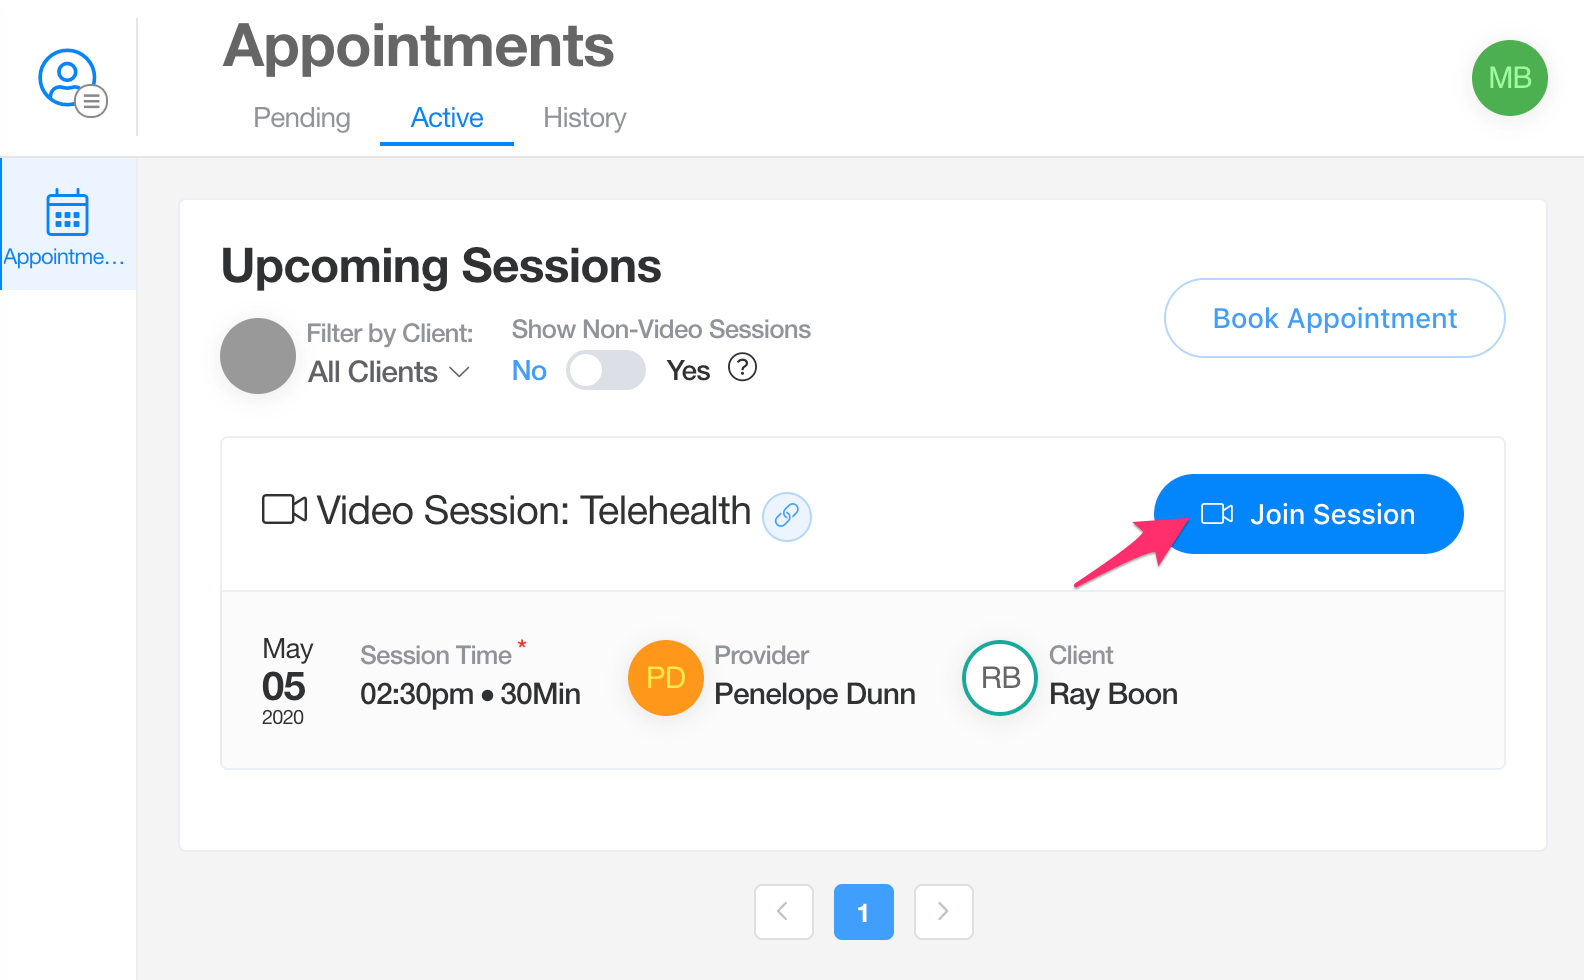 Appointments
MB
Pending Active History
Appointme...
Upcoming Sessions
Filter by Client: Show Non-Video Sessions
All Clients No Yes ?
Book Appointment
Video Session: Telehealth
Join Session
May
05
2020
Session Time *
02:30pm ● 30Min
PD
Provider
Penelope Dunn
RB
Client
Ray Boon
1